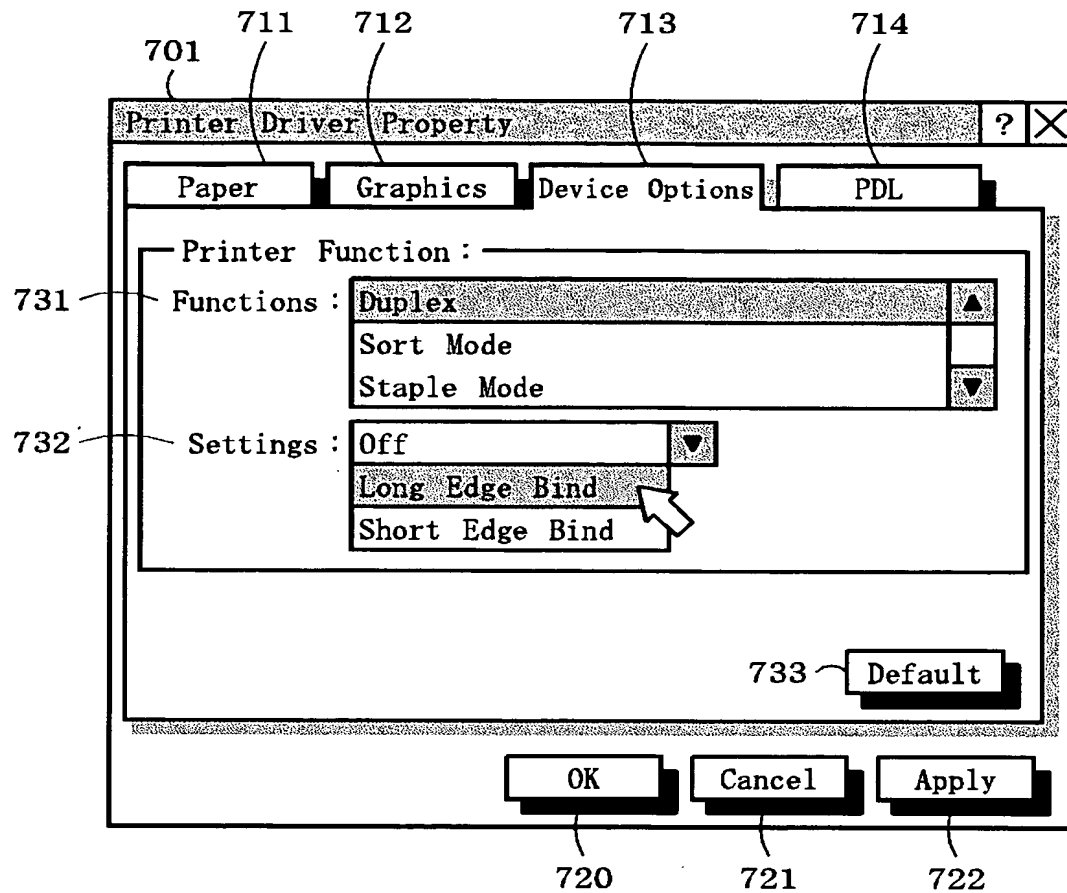 711 712 713 714
701
Printer Driver Property ?
Paper Graphics Device Options PDL
Printer Function :
731 Functions : Duplex
Sort Mode
Staple Mode
732 Settings : Off
Long Edge Bind
Short Edge Bind
733 Default
OK Cancel Apply
720 721 722